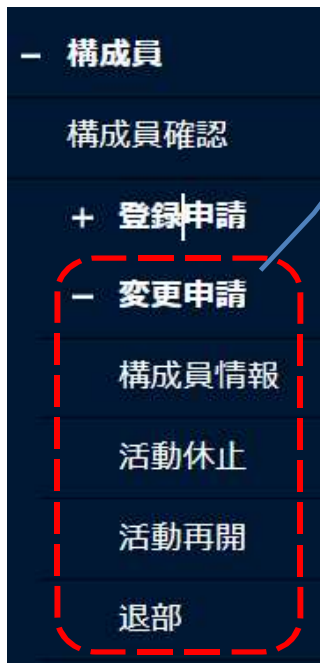 − 構成員
構成員確認
+ 登録申請
− 変更申請
構成員情報
活動休止
活動再開
退部